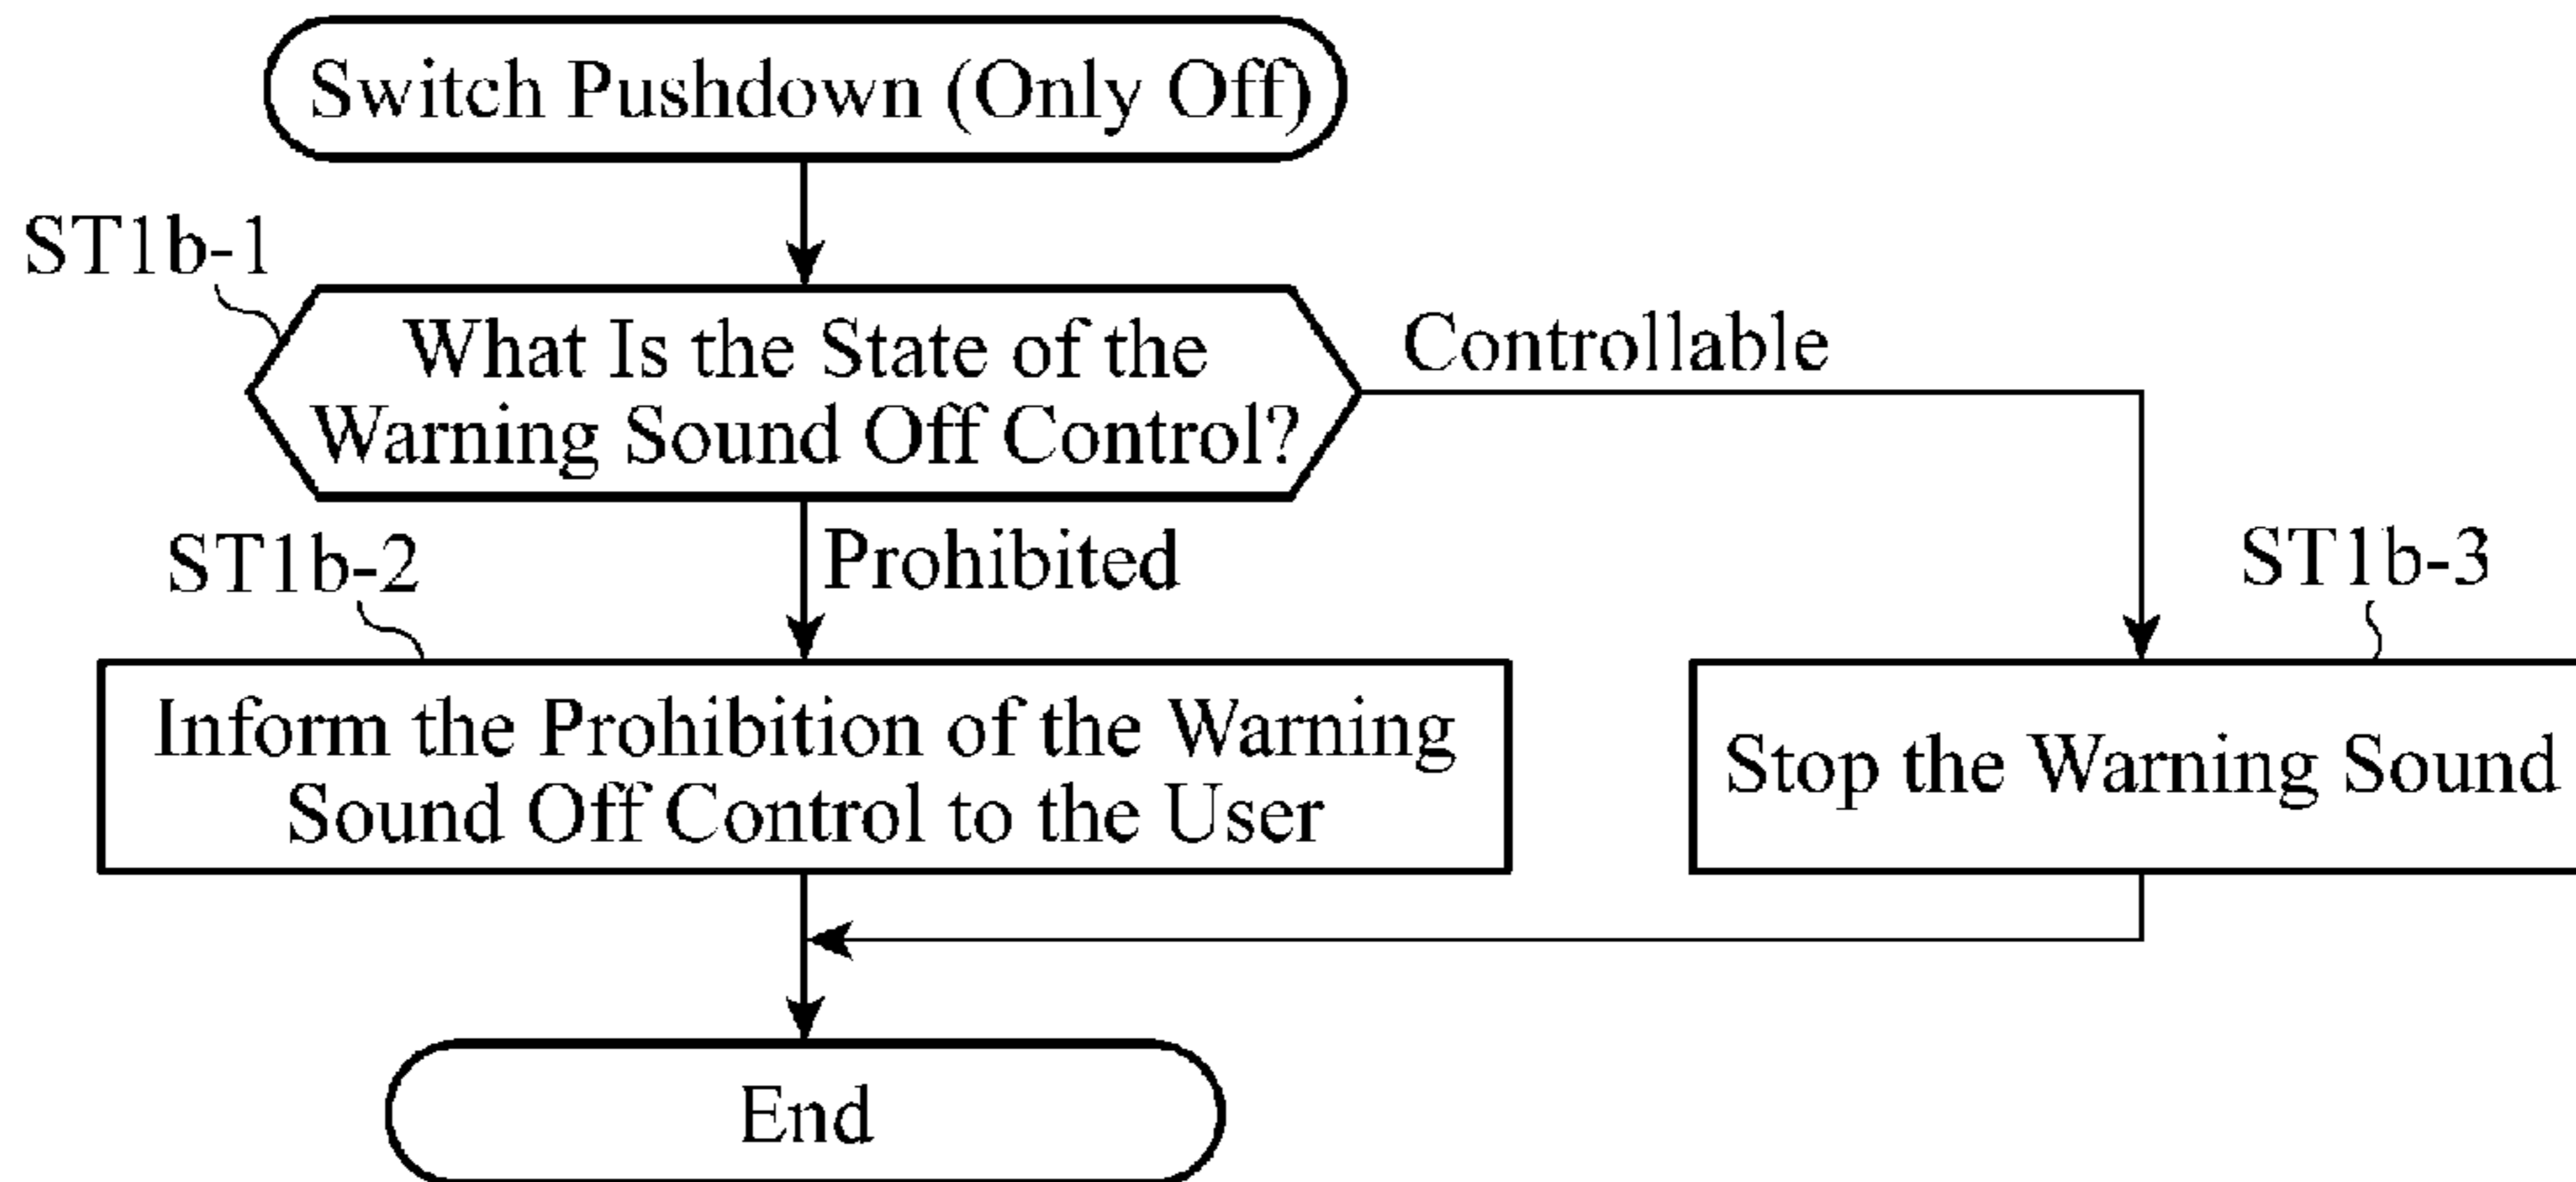 Switch Pushdown (Only Off)
ST1b-1
What Is the State of the
Warning Sound Off Control?
Controllable
Prohibited
ST1b-2
ST1b-3
Inform the Prohibition of the Warning
Sound Off Control to the User
Stop the Warning Sound
End